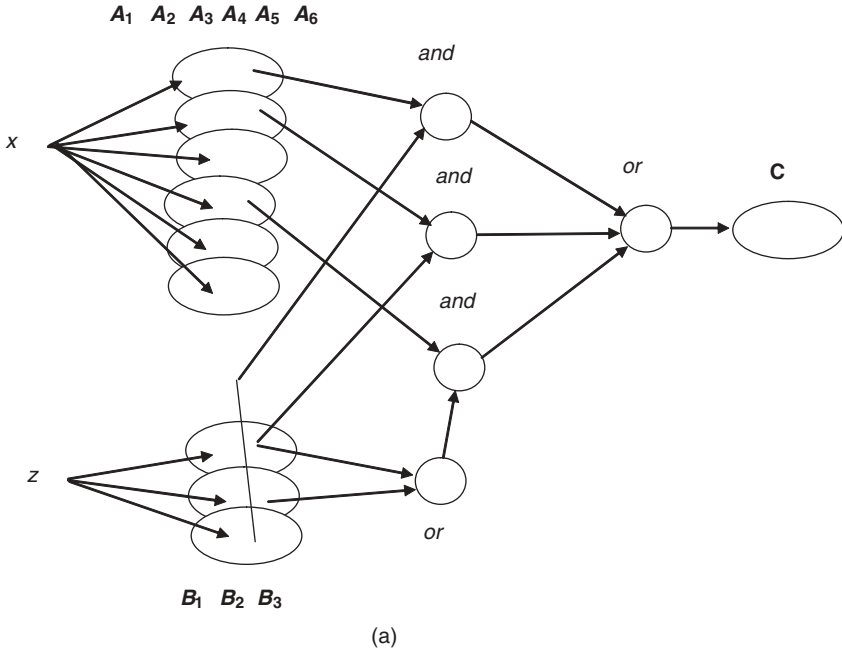 A1 A2 A3 A4 A5 A6
and
x
and
or
C
and
z
or
B1 B2 B3
(a)